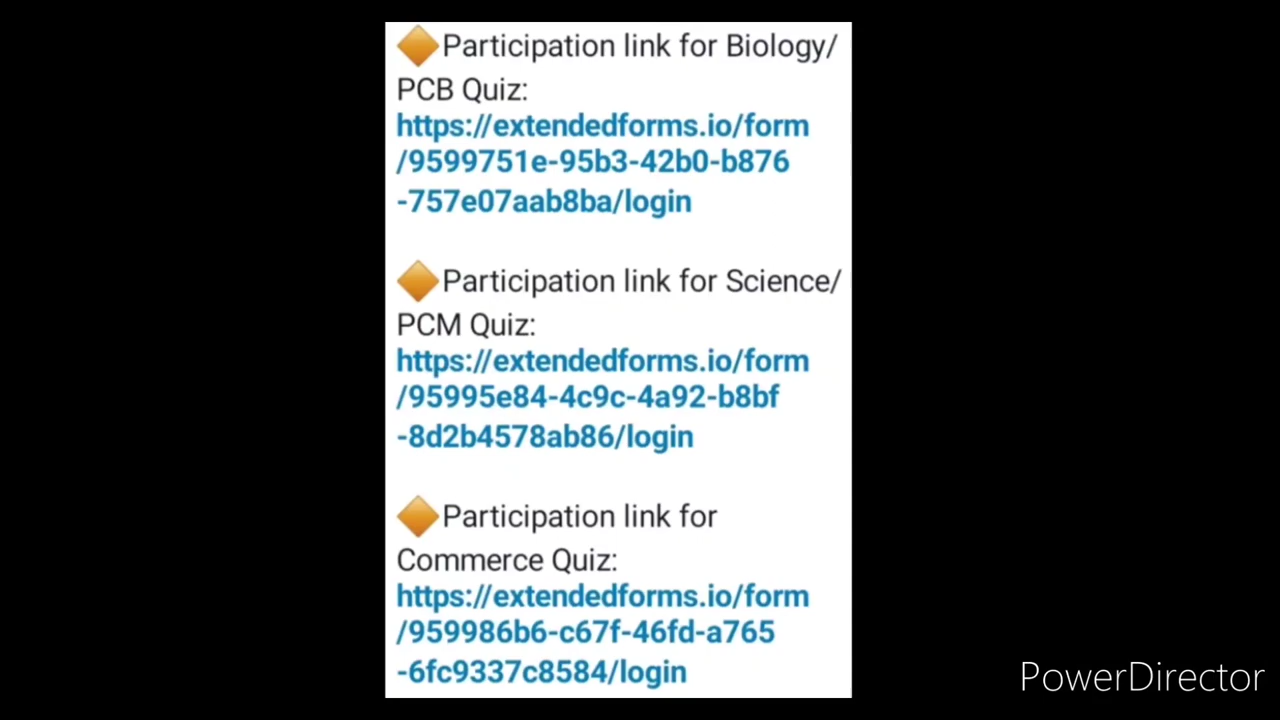 🔶Participation link for Biology/
PCB Quiz:
https://extendedforms.io/form
/9599751e-95b3-42b0-b876
-757e07aab8ba/login
🔶Participation link for Science/
PCM Quiz:
https://extendedforms.io/form
/95995e84-4c9c-4a92-b8bf
-8d2b4578ab86/login
🔶Participation link for
Commerce Quiz:
https://extendedforms.io/form
/959986b6-c67f-46fd-a765
-6fc9337c8584/login
PowerDirector